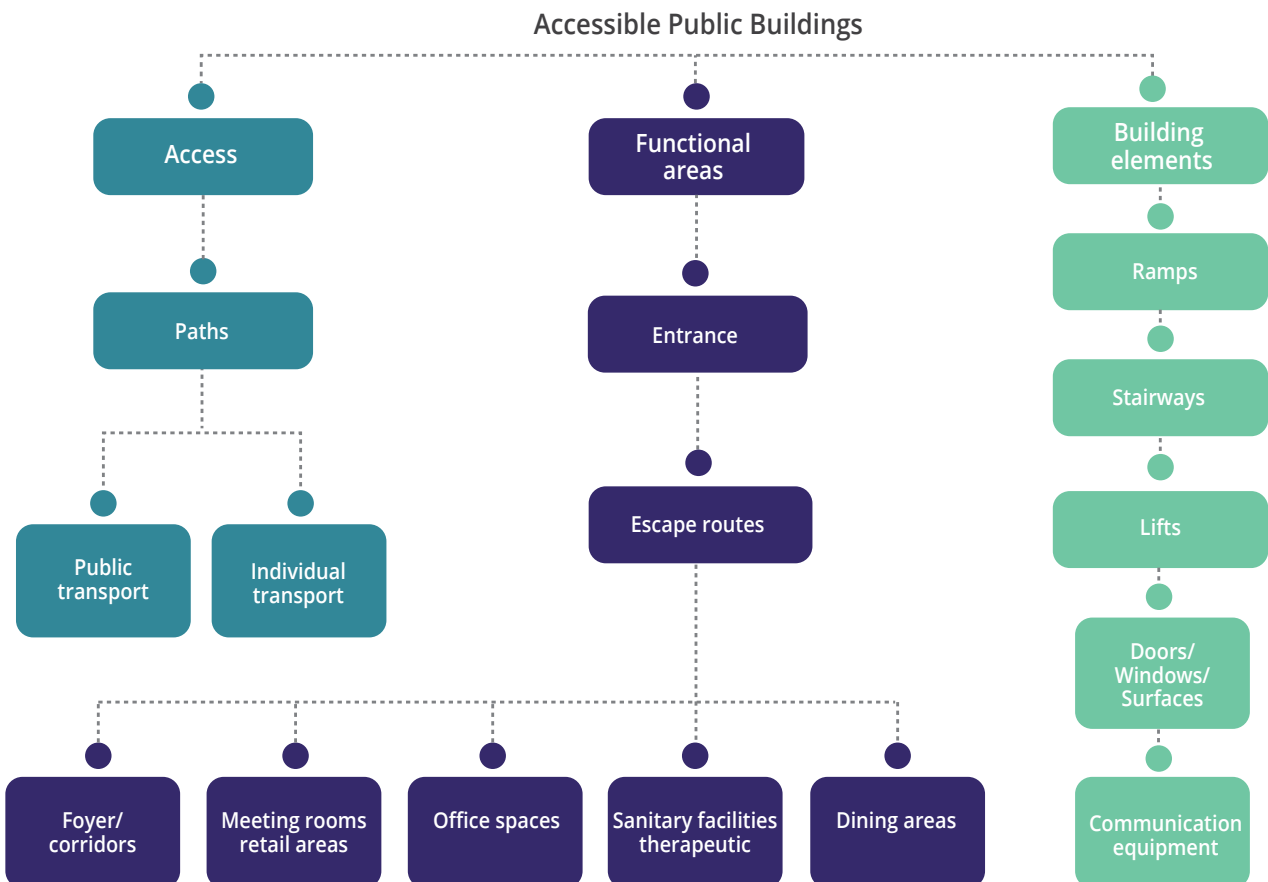 Accessible Public Buildings
Access
Paths
Public
transport
Individual
transport
Functional
areas
Entrance
Escape routes
Foyer/
corridors
Meeting rooms
retail areas
Office spaces
Sanitary facilities
therapeutic
Dining areas
Building
elements
Ramps
Stairways
Lifts
Doors/
Windows/
Surfaces
Communication
equipment